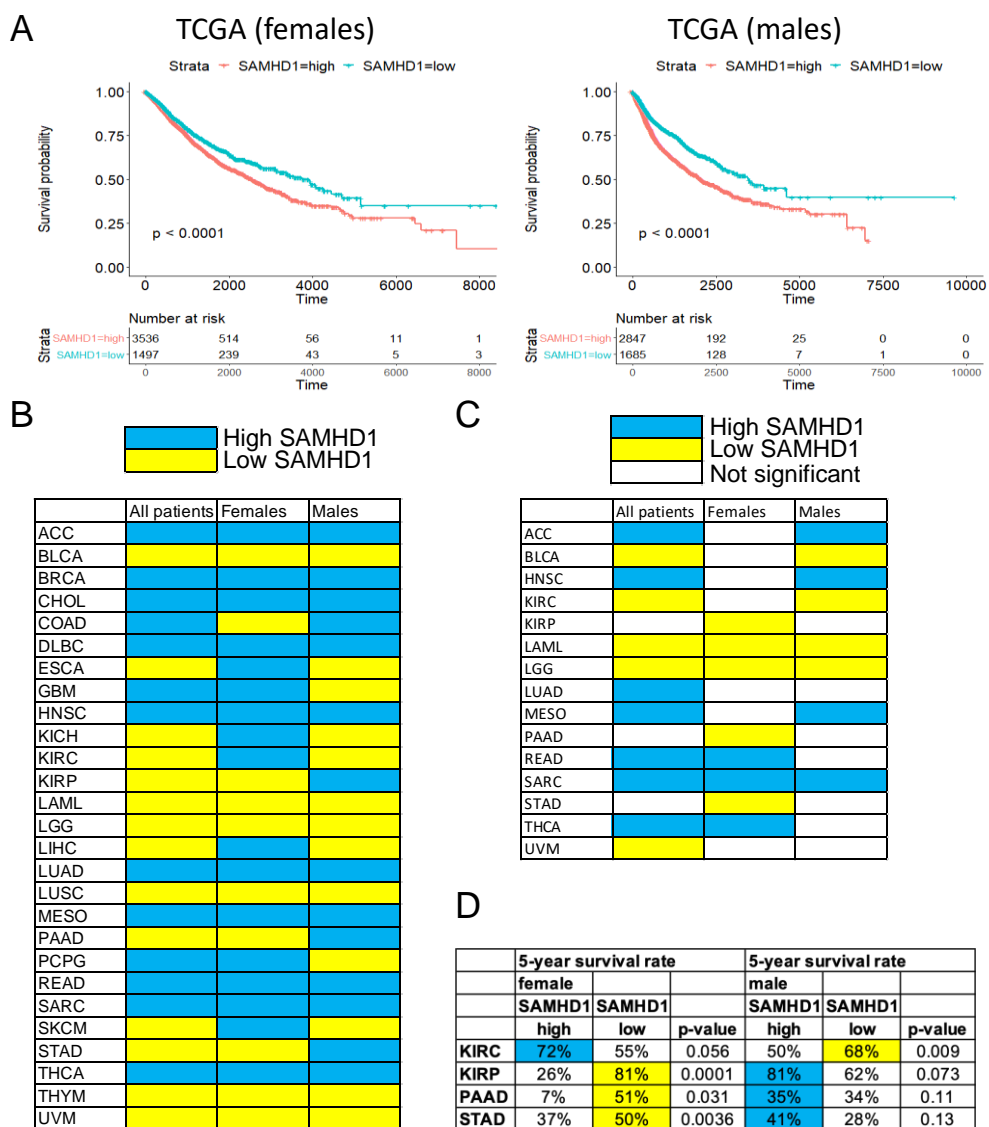 A
TCGA (females)
Strata SAMHD1=high SAMHD1=low
Survival probability
1.00
0.75
0.50
0.25
0.00
p < 0.0001
0 2000 4000 6000 8000
Time
Number at risk
Strata
SAMHD1=high 3536 514 56 11 1
SAMHD1=low 1497 239 43 5 3
0 2000 4000 6000 8000
Time
TCGA (males)
Strata SAMHD1=high SAMHD1=low
Survival probability
1.00
0.75
0.50
0.25
0.00
p < 0.0001
0 2500 5000 7500 10000
Time
Number at risk
Strata
SAMHD1=high 2847 192 25 0 0
SAMHD1=low 1685 128 7 1 0
0 2500 5000 7500 10000
Time
B
High SAMHD1
Low SAMHD1
All patients Females Males
ACC
BLCA
BRCA
CHOL
COAD
DLBC
ESCA
GBM
HNSC
KICH
KIRC
KIRP
LAML
LGG
LIHC
LUAD
LUSC
MESO
PAAD
PCPG
READ
SARC
SKCM
STAD
THCA
THYM
UVM
C
High SAMHD1
Low SAMHD1
Not significant
All patients Females Males
ACC
BLCA
HNSC
KIRC
KIRP
LAML
LGG
LUAD
MESO
PAAD
READ
SARC
STAD
THCA
UVM
D
5-year survival rate 5-year survival rate
female male
SAMHD1 SAMHD1 SAMHD1 SAMHD1
high low p-value high low p-value
KIRC 72% 55% 0.056 50% 68% 0.009
KIRP 26% 81% 0.0001 81% 62% 0.073
PAAD 7% 51% 0.031 35% 34% 0.11
STAD 37% 50% 0.0036 41% 28% 0.13